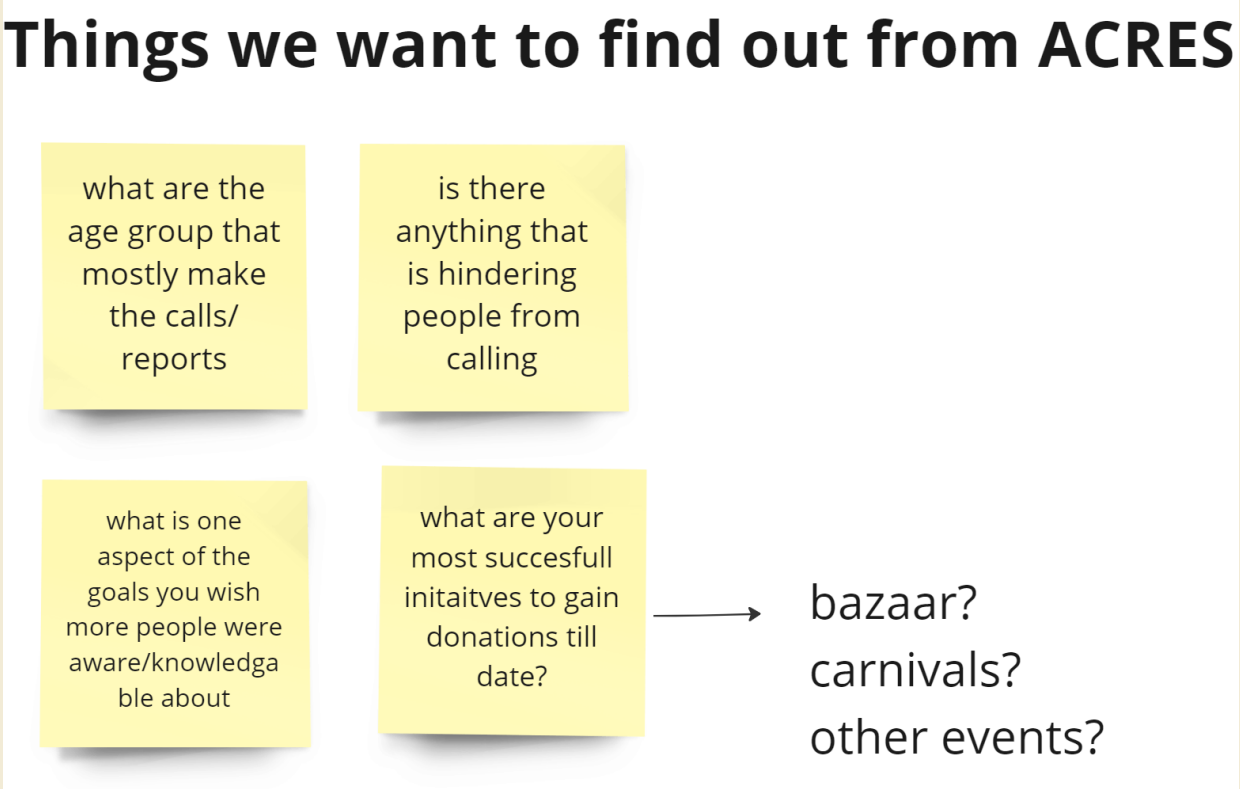 Things we want to find out from ACRES
what are the
age group that
mostly make
the calls/
reports
is there
anything that
is hindering
people from
calling
what is one
aspect of the
goals you wish
more people were
aware/knowledga
ble about
what are your
most succesfull
initaitves to gain
donations till
date?
bazaar?
carnivals?
other events?